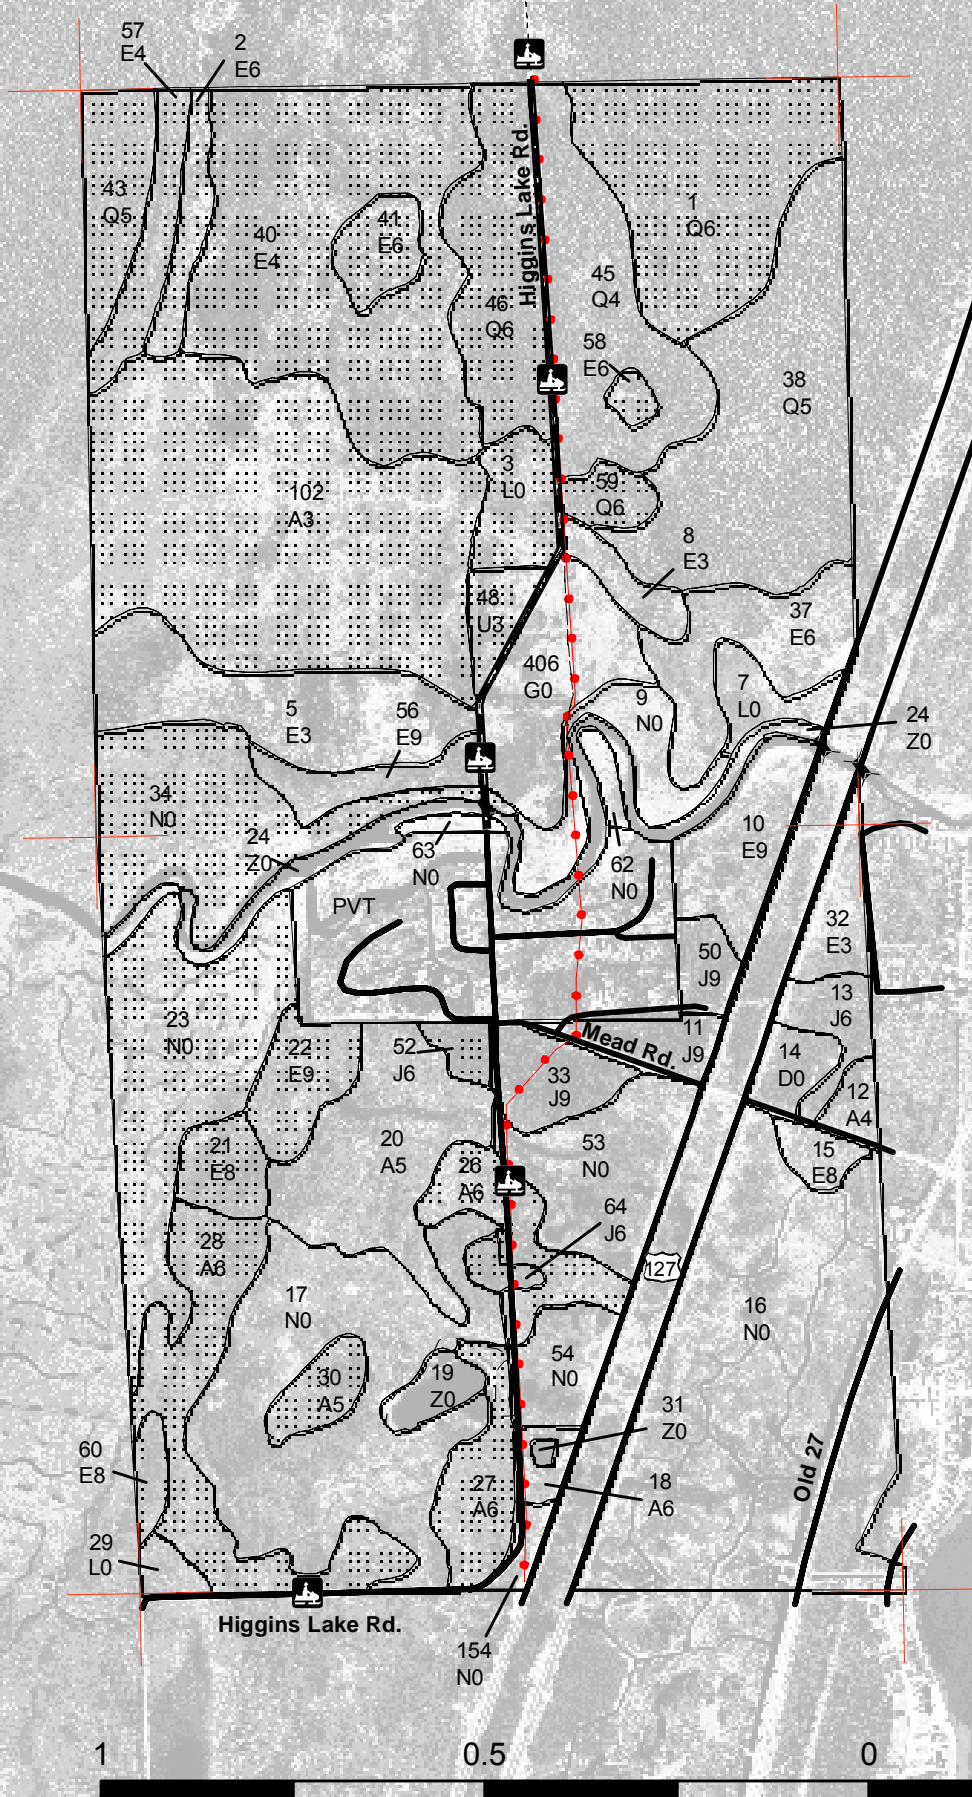 57
E4
2
E6
Higgins Lake Rd.
43
Q5
40
E4
41
E6
1
Q6
45
Q4
46
Q6
58
E6
38
Q5
3
L0
102
A3
59
Q6
8
E3
48
U3
37
E6
406
G0
9
N0
7
L0
5
E3
56
E9
24
Z0
34
N0
24
Z0
63
N0
62
N0
10
E9
PVT
32
E3
50
J9
13
J6
23
N0
22
E9
52
J6
Mead Rd.
11
J9
33
J9
14
D0
12
A4
21
E8
20
A5
26
A6
53
N0
15
E8
64
J6
28
A6
127
17
N0
16
N0
30
A5
19
Z0
54
N0
31
Z0
60
E8
27
A6
18
A6
Old 27
29
L0
Higgins Lake Rd.
154
N0
1
0.5
0